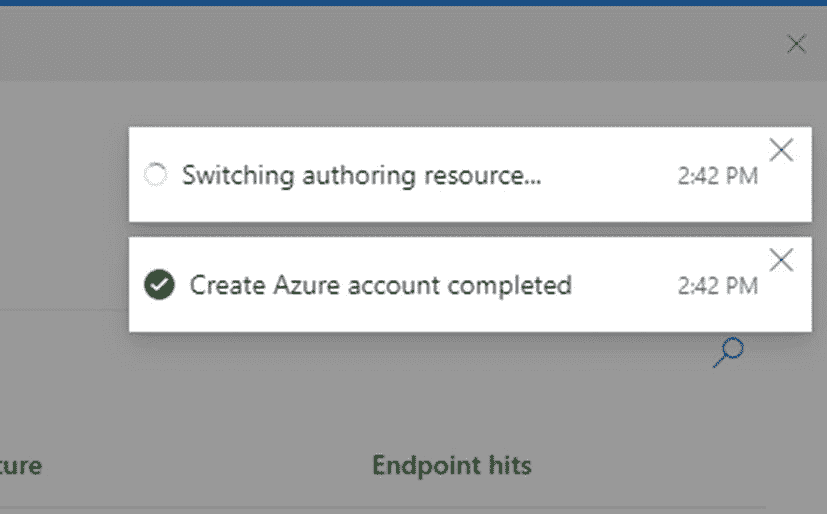 Switching authoring resource... 2:42 PM
Create Azure account completed 2:42 PM
Endpoint hits